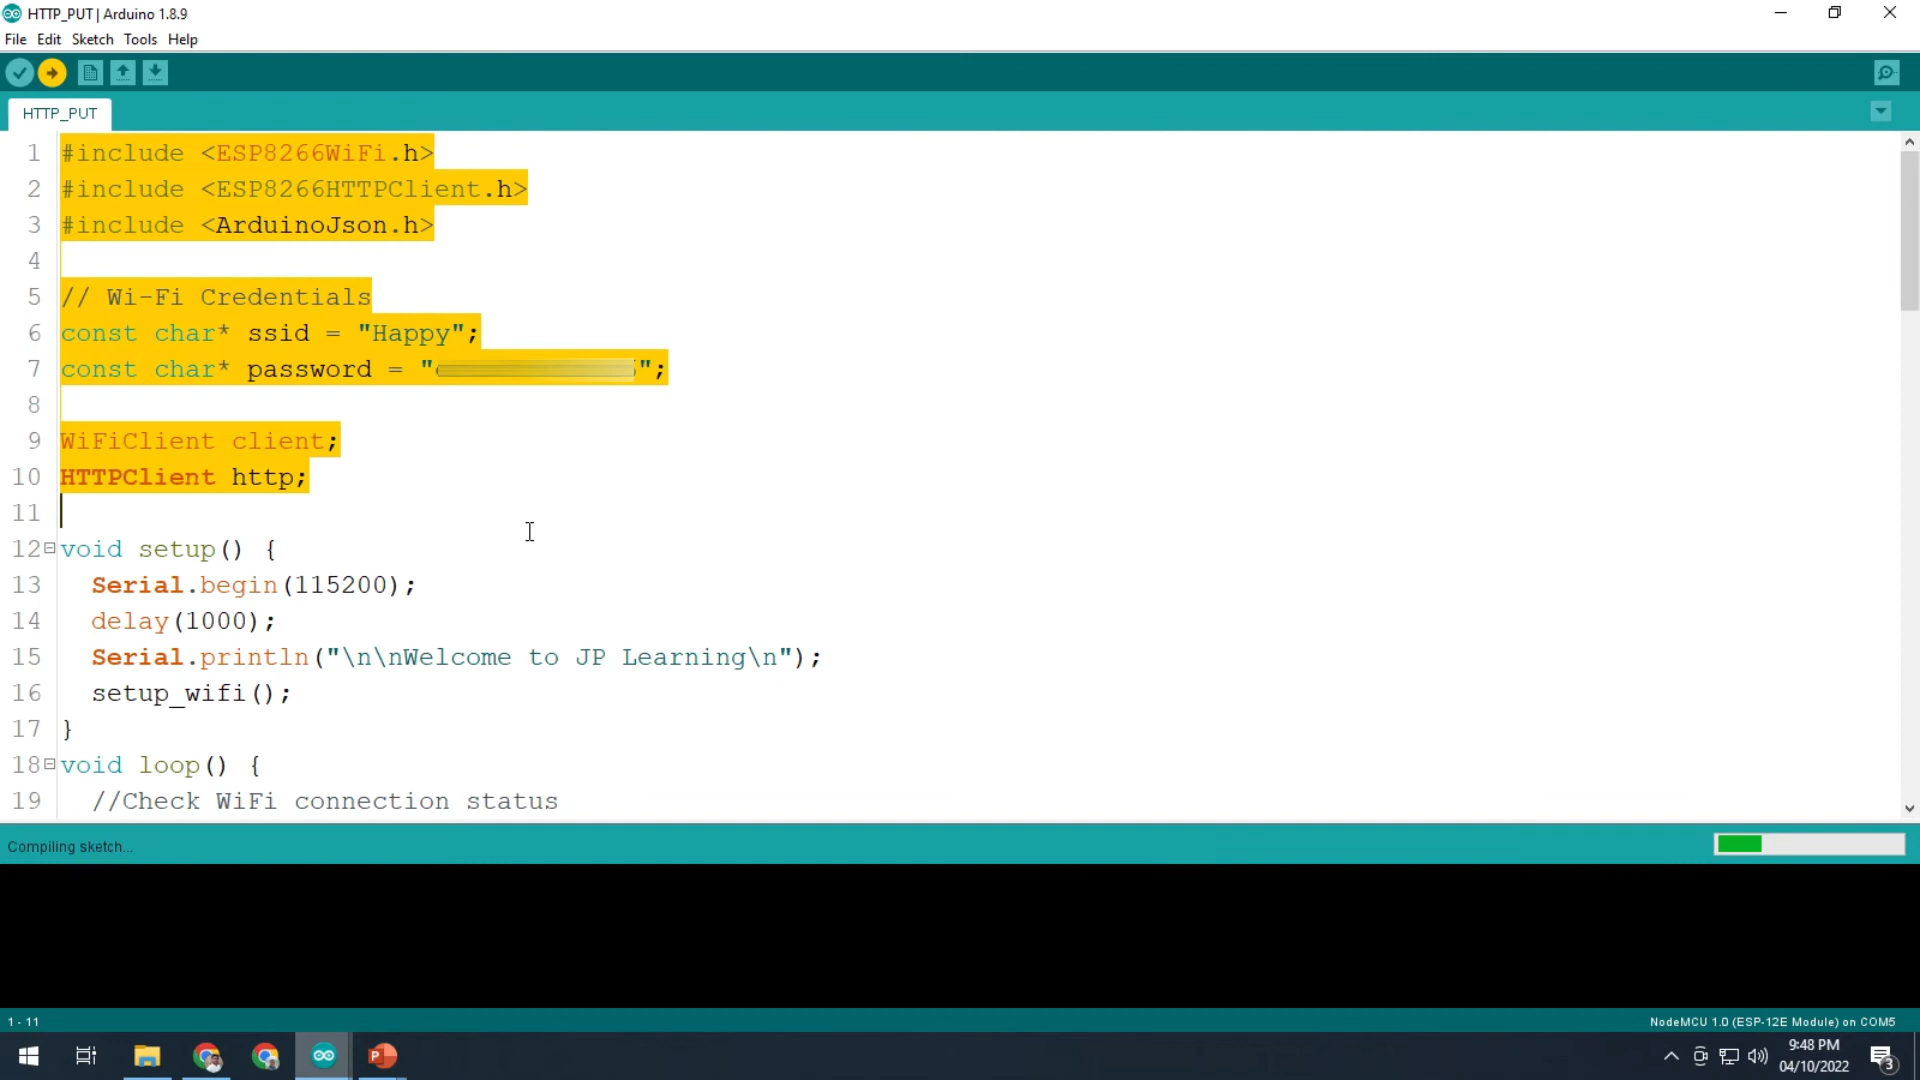 HTTP_PUT | Arduino 1.8.9
File Edit Sketch Tools Help
HTTP_PUT
1 #include <ESP8266WiFi.h>
2 #include <ESP8266HTTPClient.h>
3 #include <ArduinoJson.h>
4
5 // Wi-Fi Credentials
6 const char* ssid = "Happy";
7 const char* password = "";
8
9 WiFiClient client;
10 HTTPClient http;
11
12 void setup() {
13 Serial.begin(115200);
14 delay(1000);
15 Serial.println("\n\nWelcome to JP Learning\n");
16 setup_wifi();
17 }
18 void loop() {
19 //Check WiFi connection status
Compiling sketch...
1 - 11
NodeMCU 1.0 (ESP-12E Module) on COM5
9:48 PM
04/10/2022
3